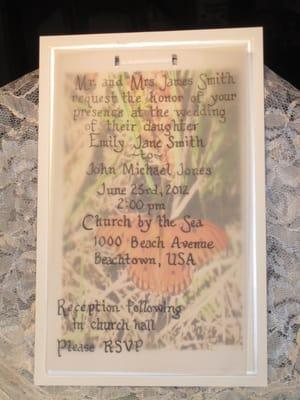 Mr. and Mrs James Smith
request the honor of your
presence at the wedding
of their daughter
Emily Jane Smith
~to~
John Michael Jones
June 23rd, 2012
2:00 pm
Church by the Sea
1000 Beach Avenue
Beachtown, USA
Reception following
in church hall
Please RSVP